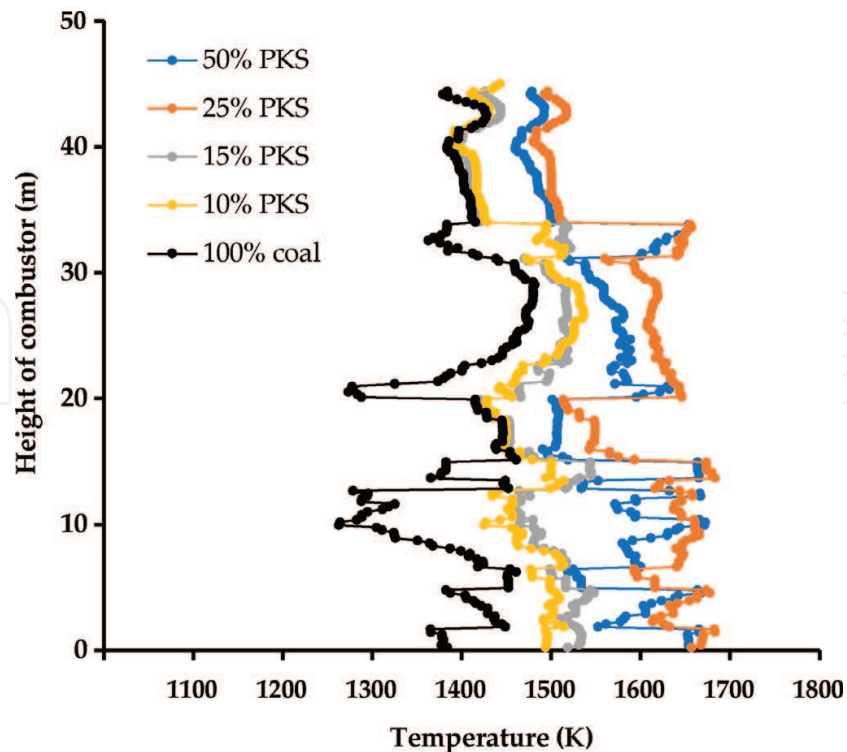 50
50% PKS
25% PKS
40
15% PKS
10% PKS
100% coal
30
Height of combustor (m)
20
10
0
1100 1200 1300 1400 1500 1600 1700 1800
Temperature (K)